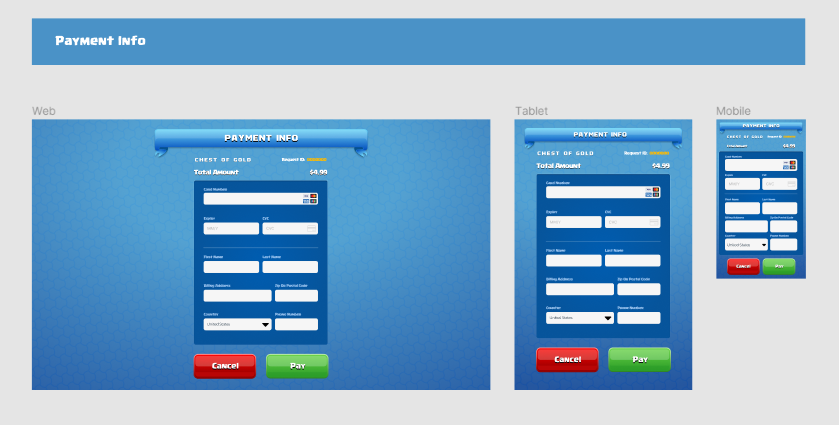 Payment Info
Web
PAYMENT INFO
CHEST OF GOLD Request ID:
Total Amount $4.99
Card Number
Expiry CVC
MM/YY CVC
First Name Last Name
Billing Address Zip Or Postal Code
Country Phone Number
United States
Cancel Pay
Tablet
PAYMENT INFO
CHEST OF GOLD Request ID:
Total Amount $4.99
Card Number
Expiry CVC
MM/YY CVC
First Name Last Name
Billing Address Zip Or Postal Code
Country Phone Number
United States
Cancel Pay
Mobile
PAYMENT INFO
CHEST OF GOLD Request ID:
Total Amount $4.99
Card Number
Expiry CVC
MM/YY CVC
First Name Last Name
Billing Address Zip Or Postal Code
Country Phone Number
United States
Cancel Pay